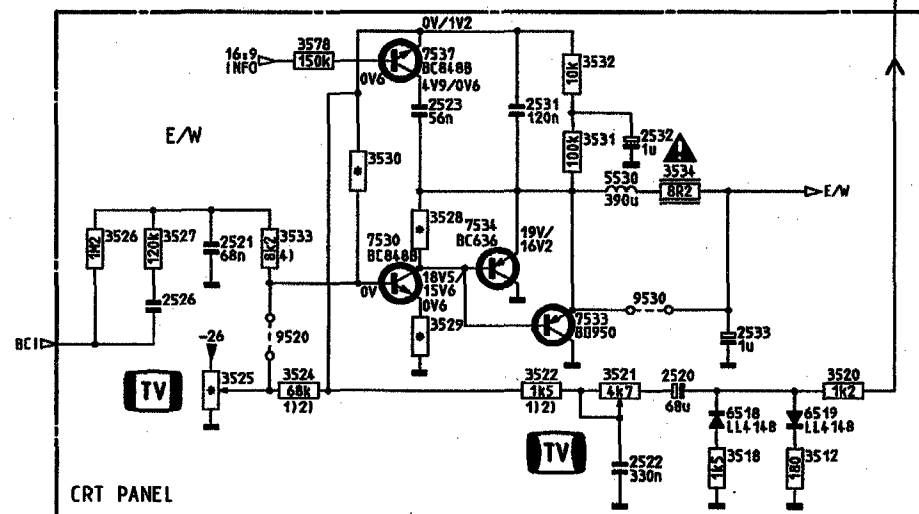 0V/1V2
16:9
INFO
3578
150k
7537
BC848B
4V9/0V6
0V6
2523
56n
2531
120n
10k
3532
100k
3531
2532
1u
3534
8R2
5530
390u
E/W
E/W
*
3530
*
3528
7530
BC848B
0V
18V5/
15V6
0V6
*
3529
7534
BC636
19V/
16V2
7533
BD950
9530
2533
1u
1M2
3526
120k
3527
2521
68n
8k2
3533
4)
2526
BCI
-26
9520
TV
*
3525
3524
68k
1)2)
3522
1k5
1)2)
3521
4k7
2520
68u
3520
1k2
TV
2522
330n
6518
LL4148
6519
LL4148
1k5
3518
180
3512
CRT PANEL